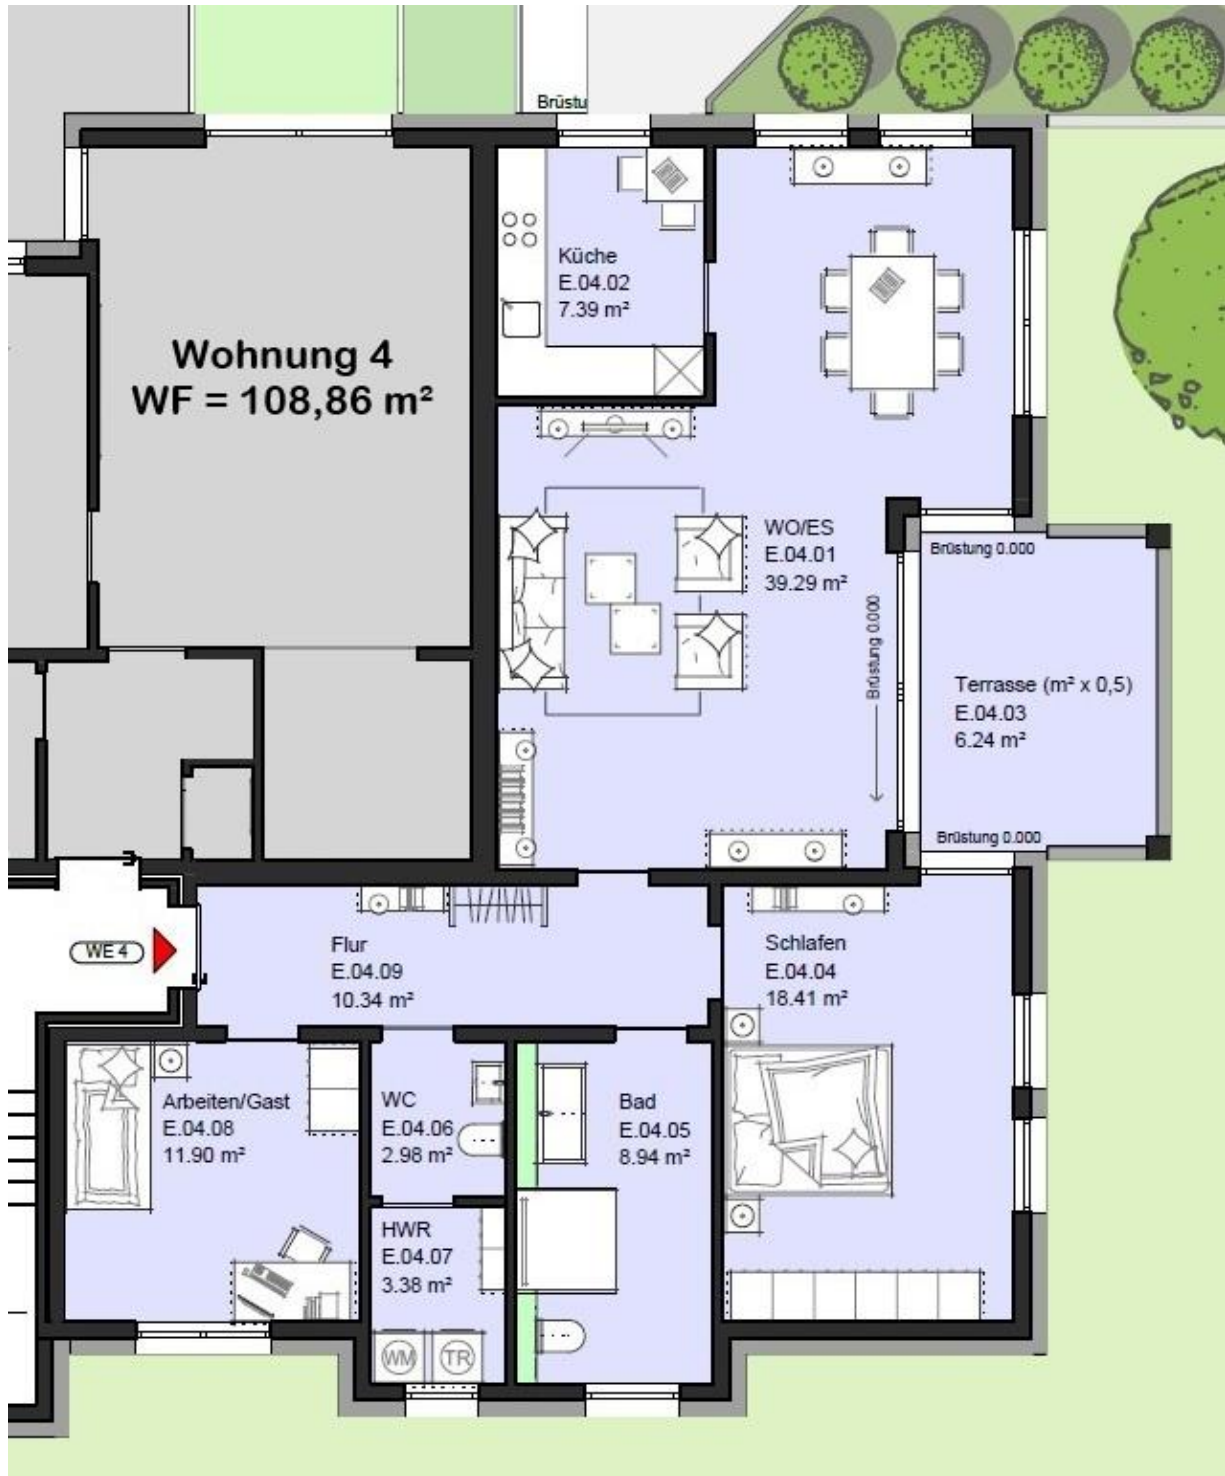 Brüstu
Wohnung 4
WF = 108,86 m²
Küche
E.04.02
7.39 m²
WO/ES
E.04.01
39.29 m²
Brüstung 0.000
Brüstung 0.000
Terrasse (m² x 0,5)
E.04.03
6.24 m²
Brüstung 0.000
WE 4
Flur
E.04.09
10.34 m²
Schlafen
E.04.04
18.41 m²
Arbeiten/Gast
E.04.08
11.90 m²
WC
E.04.06
2.98 m²
Bad
E.04.05
8.94 m²
HWR
E.04.07
3.38 m²
WM
TR